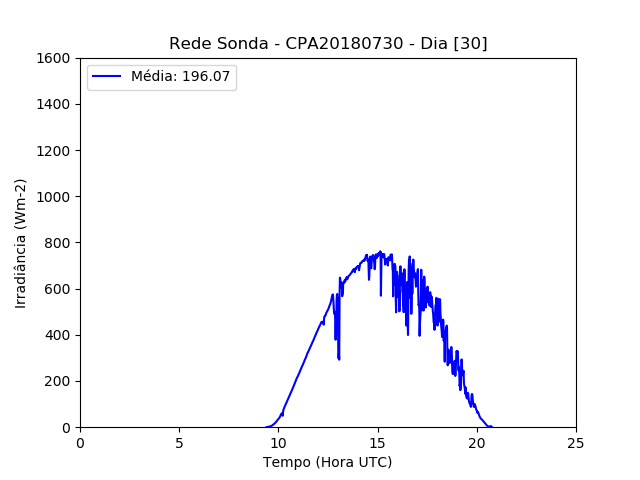 Rede Sonda - CPA20180730 - Dia [30]
Média: 196.07
1600
1400
1200
1000
800
600
400
200
0
Irradiância (Wm-2)
0 5 10 15 20 25
Tempo (Hora UTC)